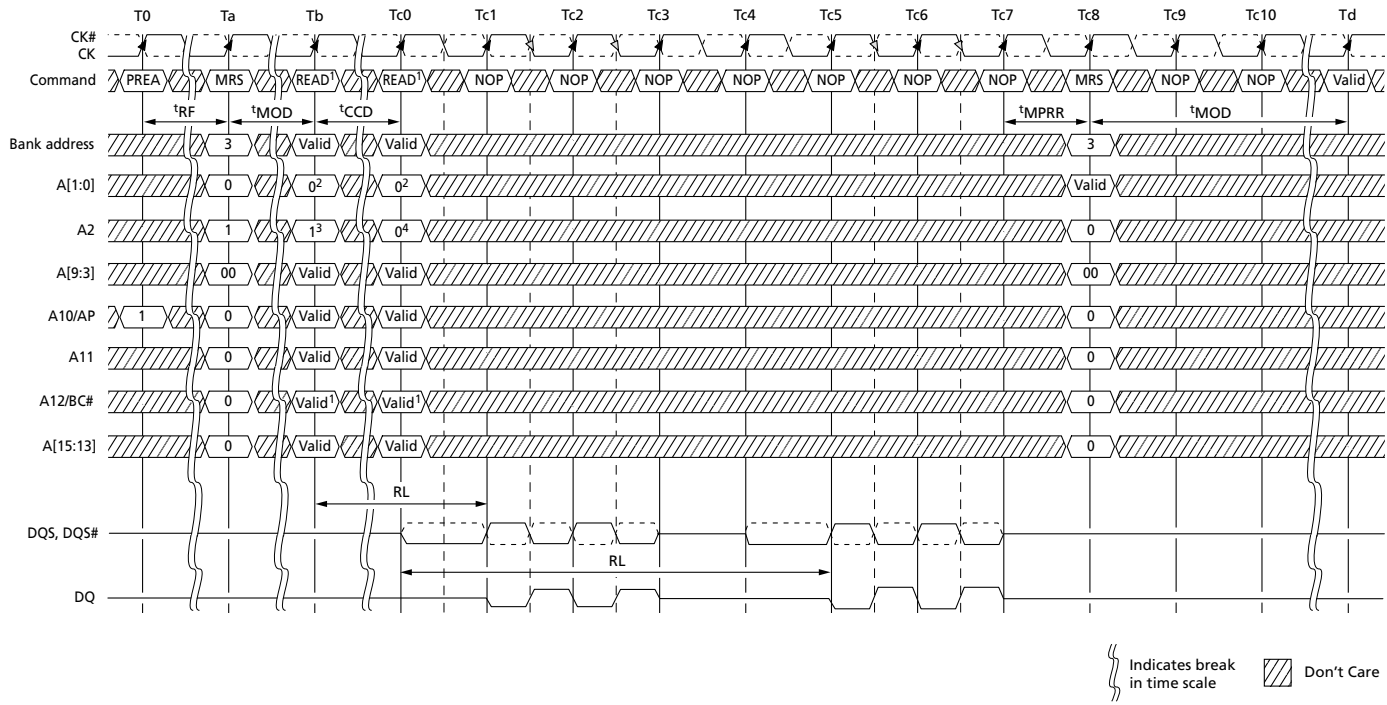 T0 Ta Tb Tc0 Tc1 Tc2 Tc3 Tc4 Tc5 Tc6 Tc7 Tc8 Tc9 Tc10 Td
CK#
CK
Command PREA MRS READ1 READ1 NOP NOP NOP NOP NOP NOP NOP MRS NOP NOP Valid
tRF tMOD tCCD tMPRR tMOD
Bank address 3 Valid Valid 3
A[1:0] 0 0² 0² Valid
A2 1 1³ 0⁴ 0
A[9:3] 00 Valid Valid 00
A10/AP 1 0 Valid Valid 0
A11 0 Valid Valid 0
A12/BC# 0 Valid1 Valid1 0
A[15:13] 0 Valid Valid 0
RL
DQS, DQS#
RL
DQ
Indicates break
in time scale
Don't Care